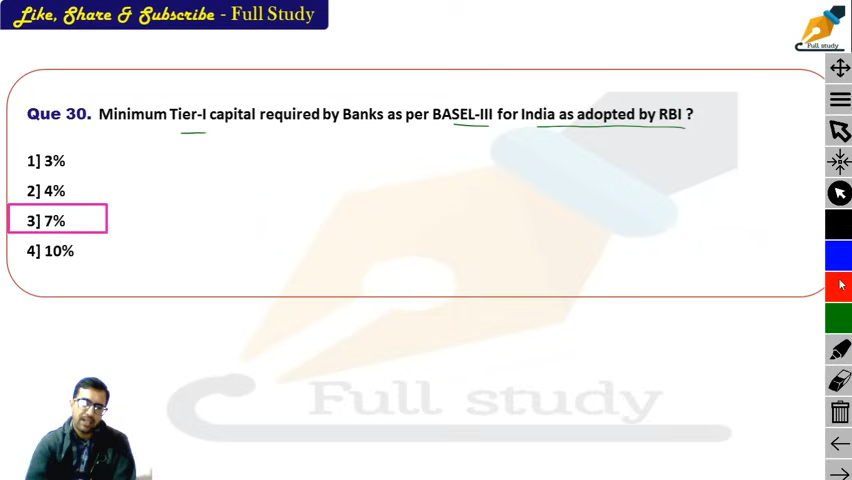 Like, Share & Subscribe - Full Study
Full study
Que 30. Minimum Tier-I capital required by Banks as per BASEL-III for India as adopted by RBI ?
1] 3%
2] 4%
3] 7%
4] 10%
Full study